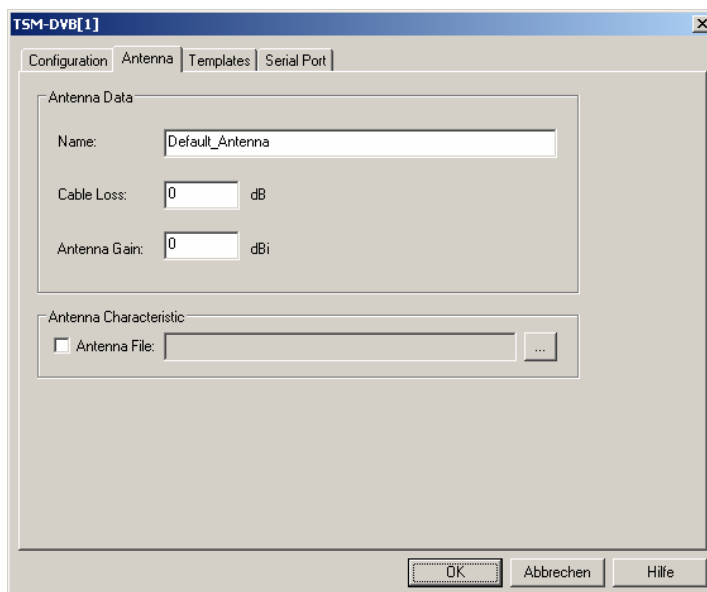 TSM-DVB[1]
Configuration Antenna Templates Serial Port
Antenna Data
Name: Default_Antenna
Cable Loss: 0 dB
Antenna Gain: 0 dBi
Antenna Characteristic
Antenna File: ...
OK Abbrechen Hilfe